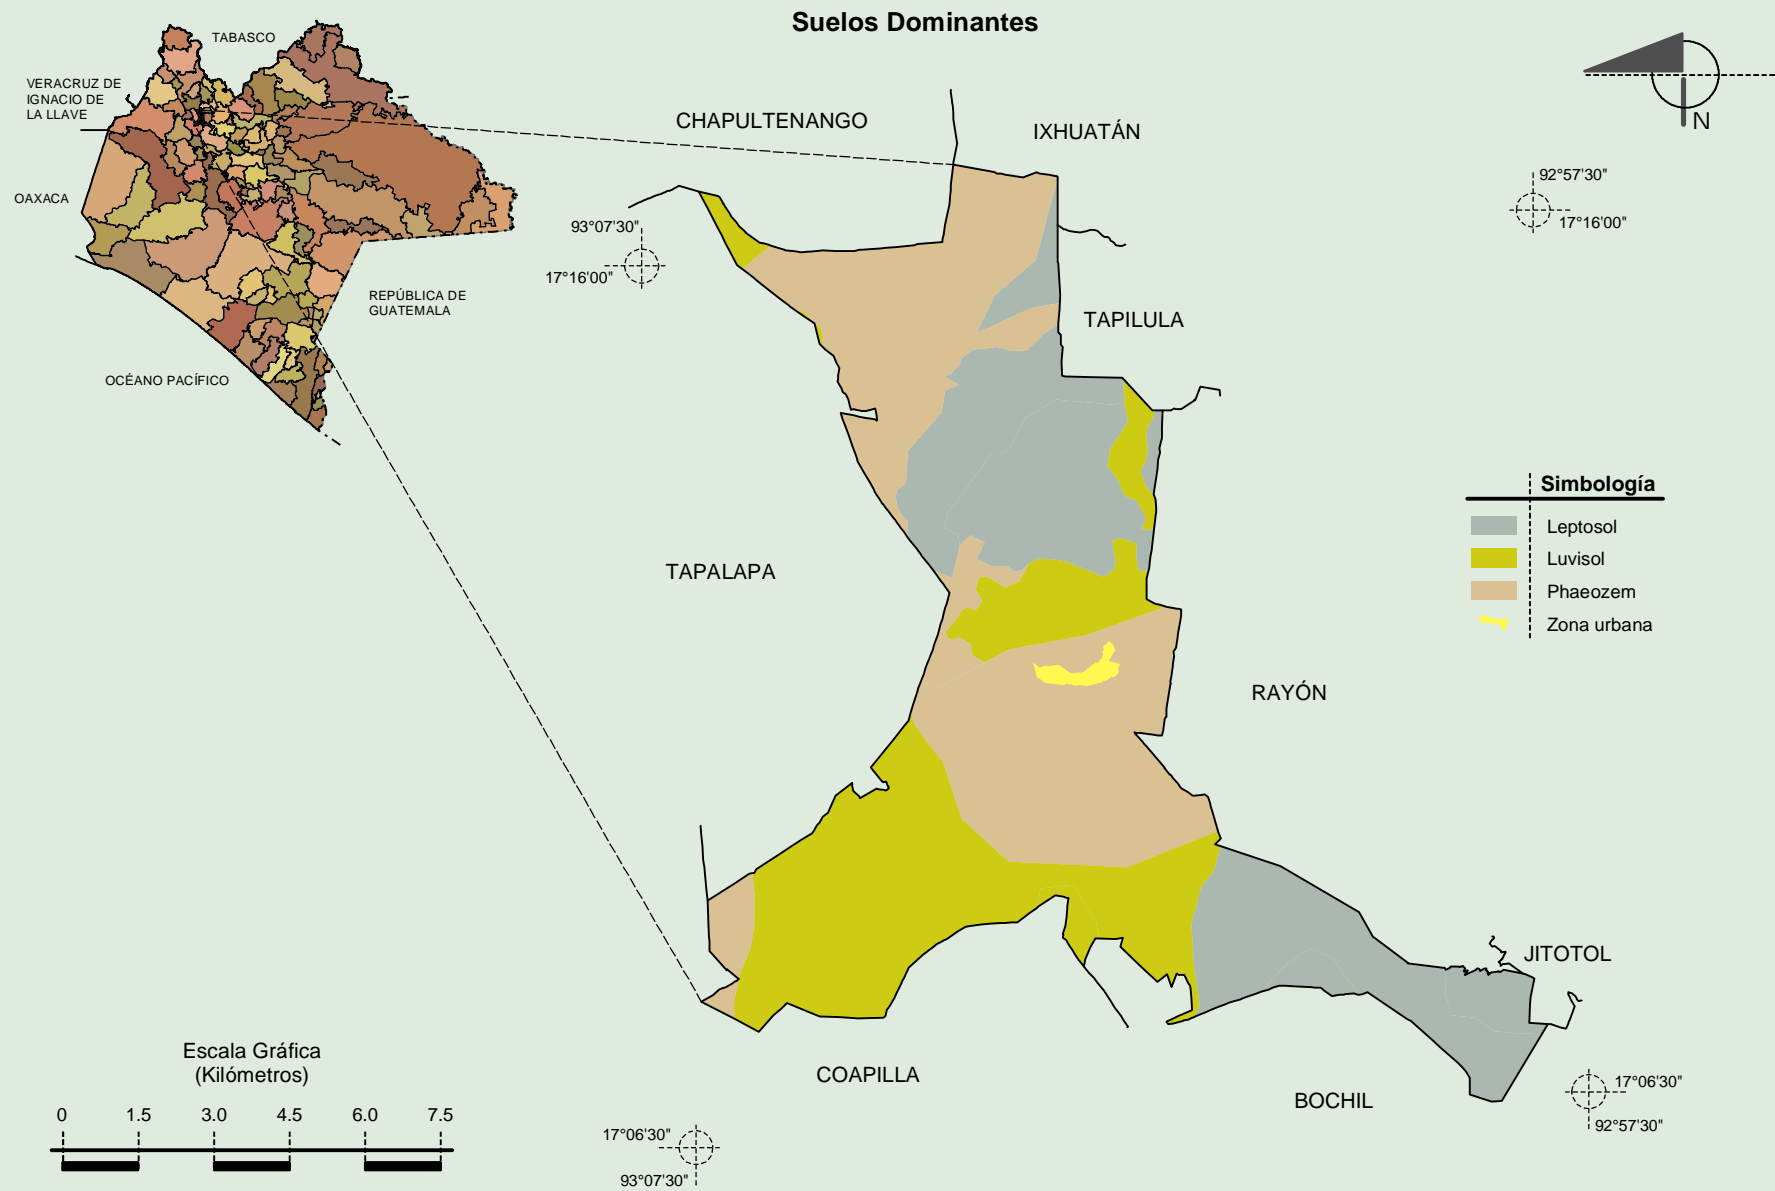 Suelos Dominantes
TABASCO
VERACRUZ DE
IGNACIO DE
LA LLAVE
OAXACA
REPÚBLICA DE
GUATEMALA
OCÉANO PACÍFICO
CHAPULTENANGO
IXHUATÁN
N
93°07'30"
17°16'00"
92°57'30"
17°16'00"
TAPILULA
TAPALAPA
RAYÓN
Simbología
Leptosol
Luvisol
Phaeozem
Zona urbana
JITOTOL
COAPILLA
BOCHIL
17°06'30"
92°57'30"
17°06'30"
93°07'30"
Escala Gráfica
(Kilómetros)
0 1.5 3.0 4.5 6.0 7.5